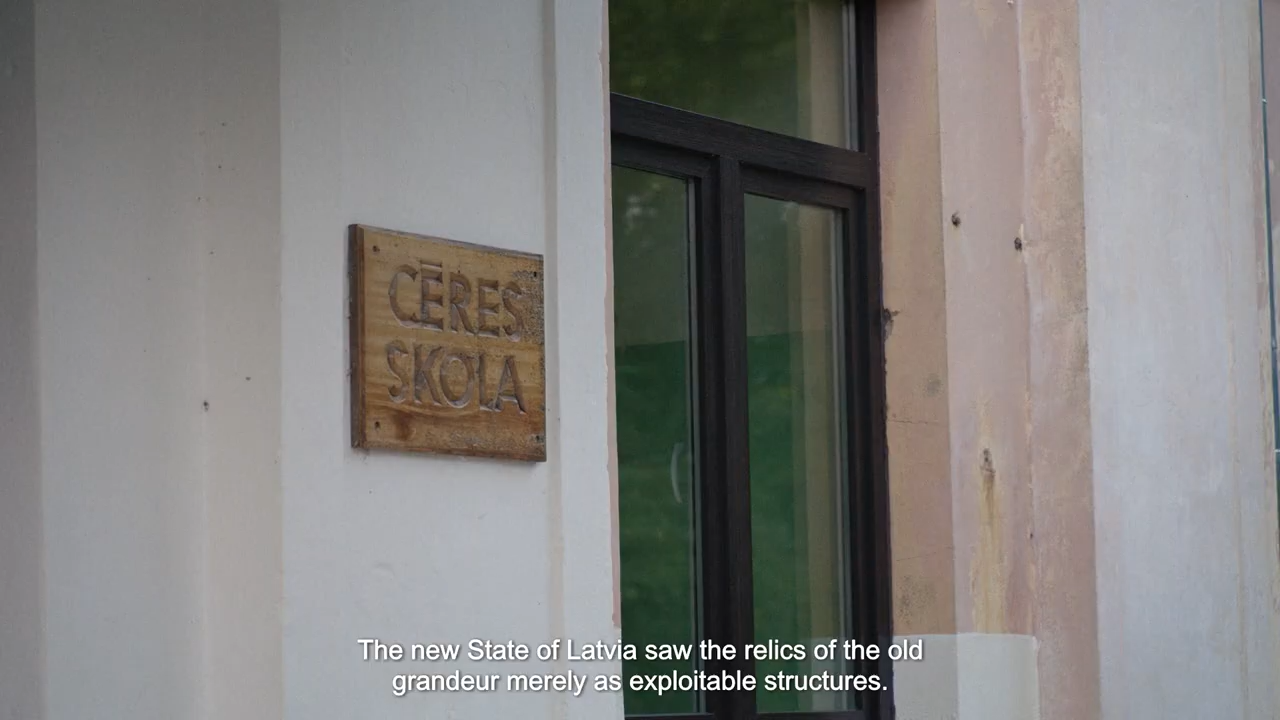 CĒRES
SKOLA
The new State of Latvia saw the relics of the old
grandeur merely as exploitable structures.